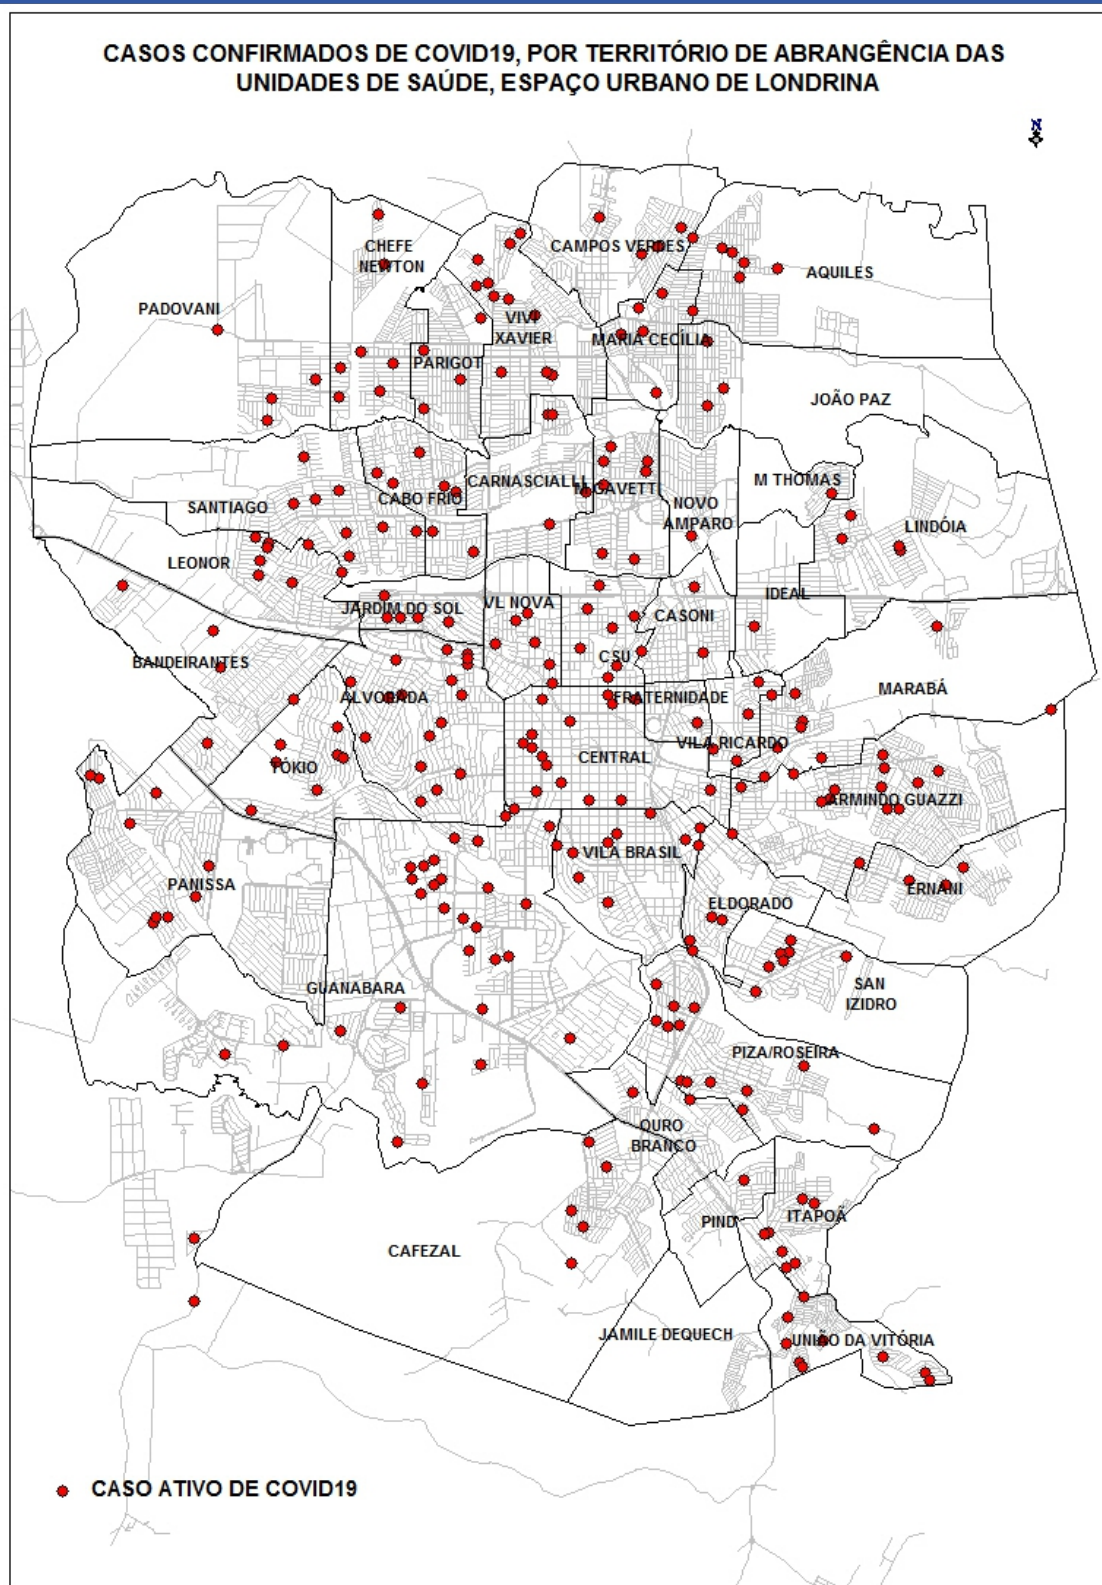 CASOS CONFIRMADOS DE COVID19, POR TERRITÓRIO DE ABRANGÊNCIA DAS
UNIDADES DE SAÚDE, ESPAÇO URBANO DE LONDRINA
N
CHEFE
NEWTON
CAMPOS VERDES
AQUILES
PADOVANI
VIVI
XAVIER
MARIA CECÍLIA
PARIGOT
JOÃO PAZ
CARNASCIALLI
M THOMAS
SANTIAGO
CABO FRIO
NOVO
AMPARO
LINDÓIA
LEONOR
IDEAL
JARDIM DO SOL
VL NOVA
CASONI
BANDEIRANTES
CSU
ALVORADA
FRATERNIDADE
MARABÁ
TÓKIO
CENTRAL
VILA RICARDO
ARMINDO GUAZZI
PANISSA
VILA BRASIL
ERNANI
ELDORADO
GUANABARA
SAN
IZIDRO
PIZA/ROSEIRA
OURO
BRANCO
PIND
ITAPOÃ
CAFEZAL
JAMILE DEQUECH
UNIÃO DA VITÓRIA
CASO ATIVO DE COVID19